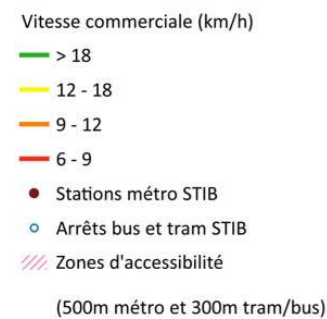 Vitesse commerciale (km/h)
> 18
12 - 18
9 - 12
6 - 9
Stations métro STIB
Arrêts bus et tram STIB
Zones d'accessibilité
(500m métro et 300m tram/bus)